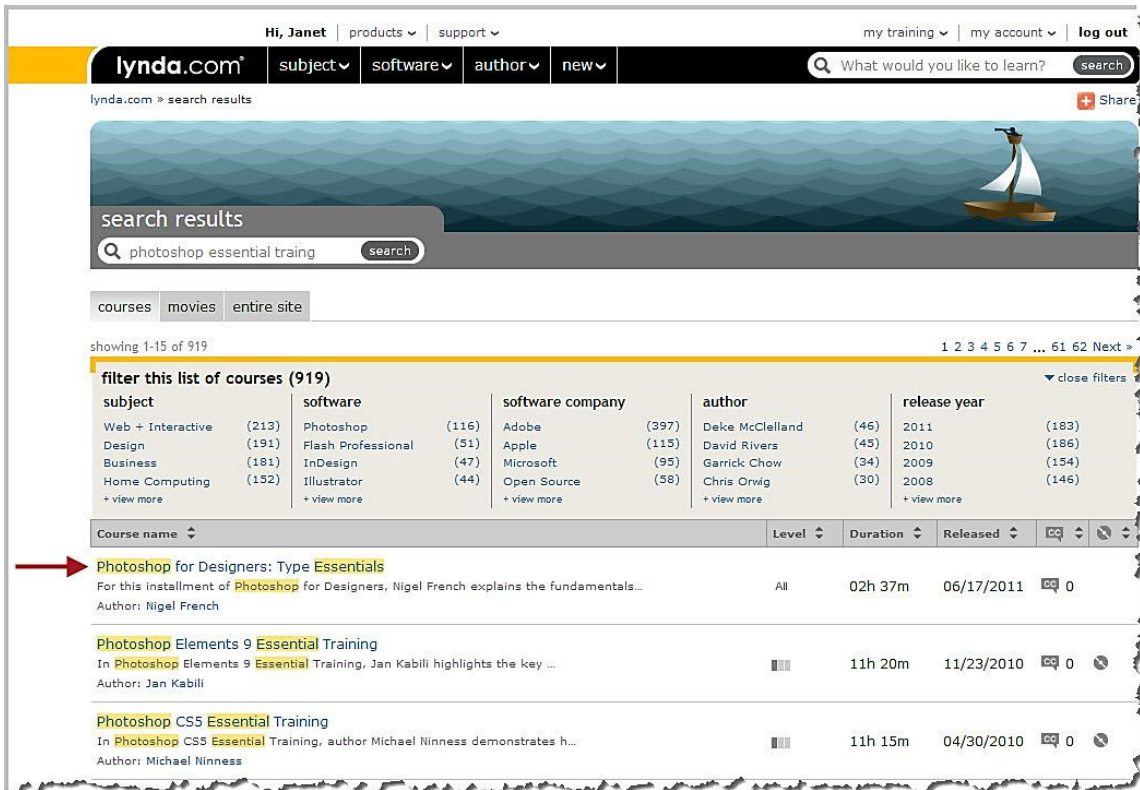 Hi, Janet products support my training my account log out
lynda.com® subject software author new What would you like to learn? search
lynda.com » search results Share
search results
photoshop essential traing search
courses movies entire site
showing 1-15 of 919 1 2 3 4 5 6 7 ... 61 62 Next »
filter this list of courses (919) close filters
subject software software company author release year
Web + Interactive (213) Photoshop (116) Adobe (397) Deke McClelland (46) 2011 (183)
Design (191) Flash Professional (51) Apple (115) David Rivers (45) 2010 (186)
Business (181) InDesign (47) Microsoft (95) Garrick Chow (34) 2009 (154)
Home Computing (152) Illustrator (44) Open Source (58) Chris Orwig (30) 2008 (146)
+ view more + view more + view more + view more + view more
Course name Level Duration Released CC
Photoshop for Designers: Type Essentials
For this installment of Photoshop for Designers, Nigel French explains the fundamentals... All 02h 37m 06/17/2011 CC 0
Author: Nigel French
Photoshop Elements 9 Essential Training
In Photoshop Elements 9 Essential Training, Jan Kabili highlights the key ... 11h 20m 11/23/2010 CC 0
Author: Jan Kabili
Photoshop CS5 Essential Training
In Photoshop CS5 Essential Training, author Michael Ninness demonstrates h... 11h 15m 04/30/2010 CC 0
Author: Michael Ninness